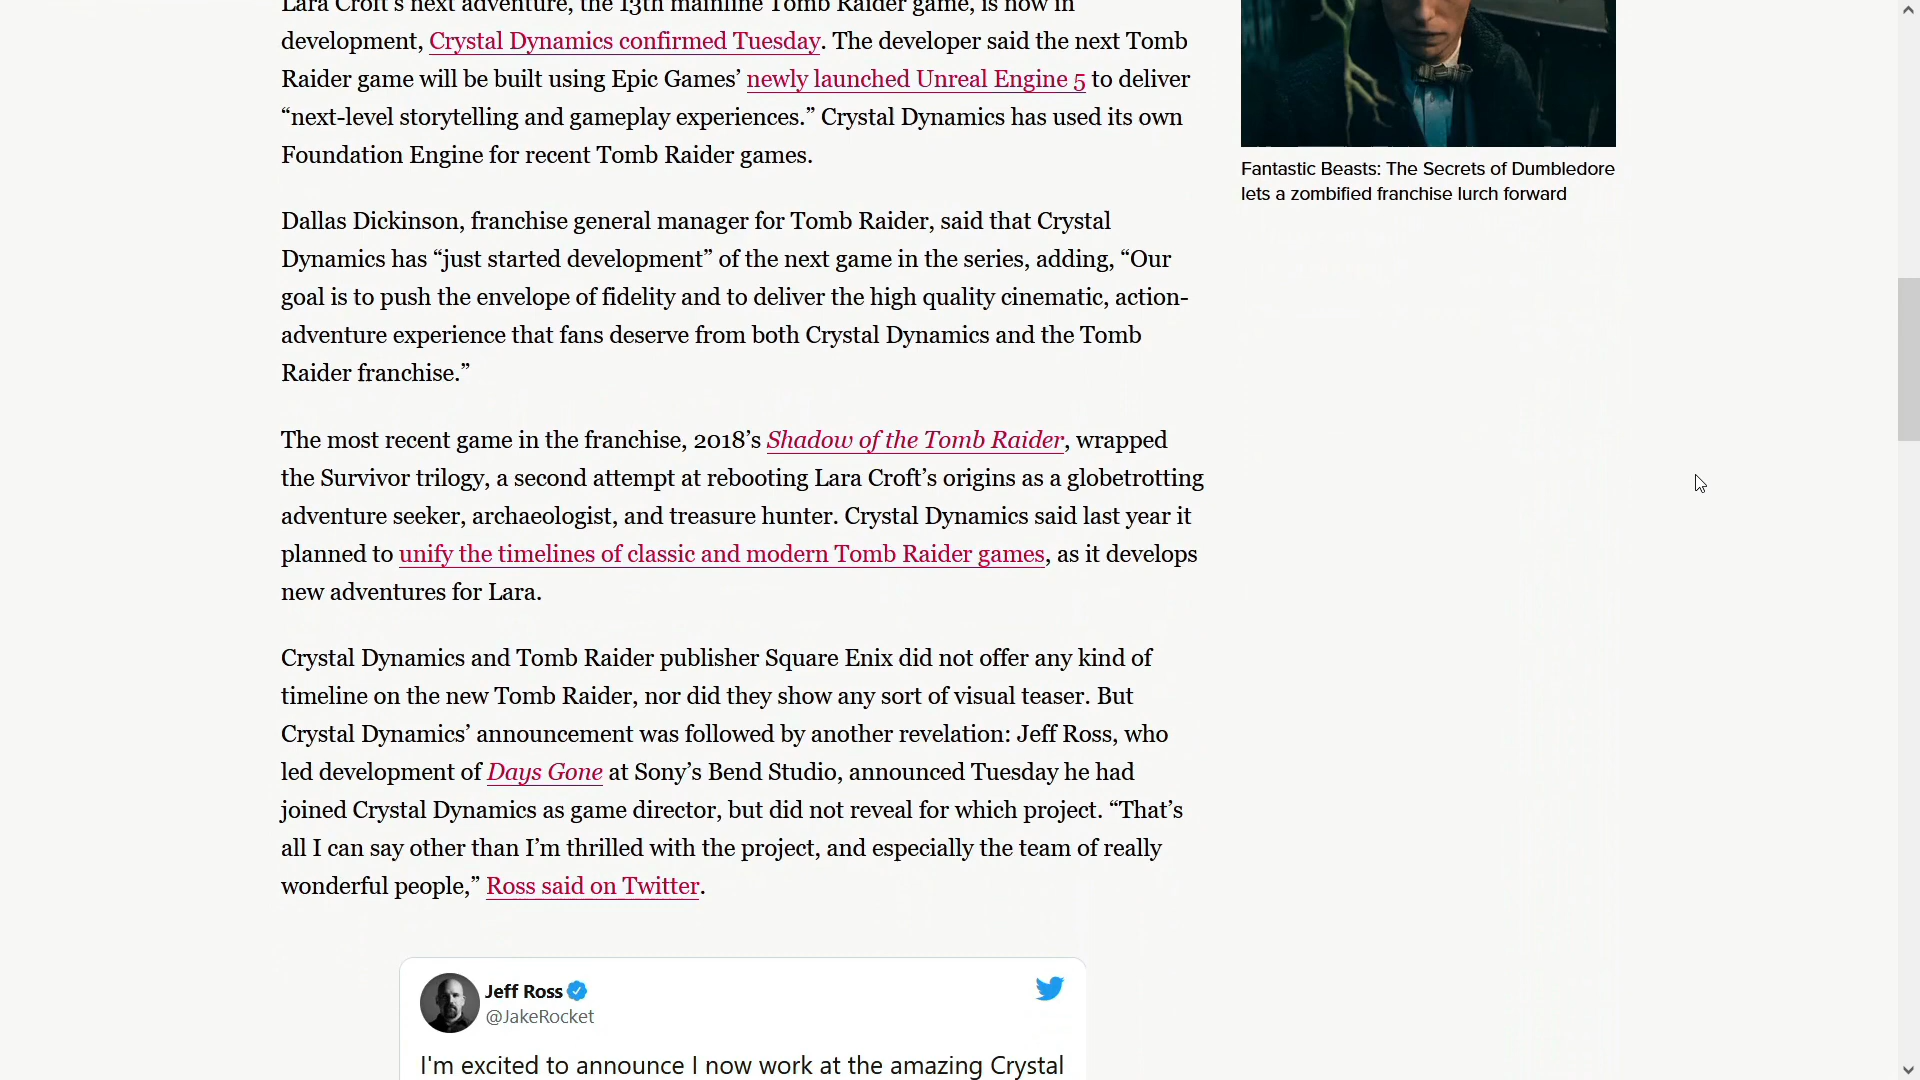 Lara Croft’s next adventure, the 13th mainline Tomb Raider game, is now in
development, Crystal Dynamics confirmed Tuesday. The developer said the next Tomb
Raider game will be built using Epic Games’ newly launched Unreal Engine 5 to deliver
“next-level storytelling and gameplay experiences.” Crystal Dynamics has used its own
Foundation Engine for recent Tomb Raider games.
Dallas Dickinson, franchise general manager for Tomb Raider, said that Crystal
Dynamics has “just started development” of the next game in the series, adding, “Our
goal is to push the envelope of fidelity and to deliver the high quality cinematic, action-
adventure experience that fans deserve from both Crystal Dynamics and the Tomb
Raider franchise.”
The most recent game in the franchise, 2018’s Shadow of the Tomb Raider, wrapped
the Survivor trilogy, a second attempt at rebooting Lara Croft’s origins as a globetrotting
adventure seeker, archaeologist, and treasure hunter. Crystal Dynamics said last year it
planned to unify the timelines of classic and modern Tomb Raider games, as it develops
new adventures for Lara.
Crystal Dynamics and Tomb Raider publisher Square Enix did not offer any kind of
timeline on the new Tomb Raider, nor did they show any sort of visual teaser. But
Crystal Dynamics’ announcement was followed by another revelation: Jeff Ross, who
led development of Days Gone at Sony’s Bend Studio, announced Tuesday he had
joined Crystal Dynamics as game director, but did not reveal for which project. “That’s
all I can say other than I’m thrilled with the project, and especially the team of really
wonderful people,” Ross said on Twitter.
Jeff Ross
@JakeRocket
I'm excited to announce I now work at the amazing Crystal
Fantastic Beasts: The Secrets of Dumbledore
lets a zombified franchise lurch forward